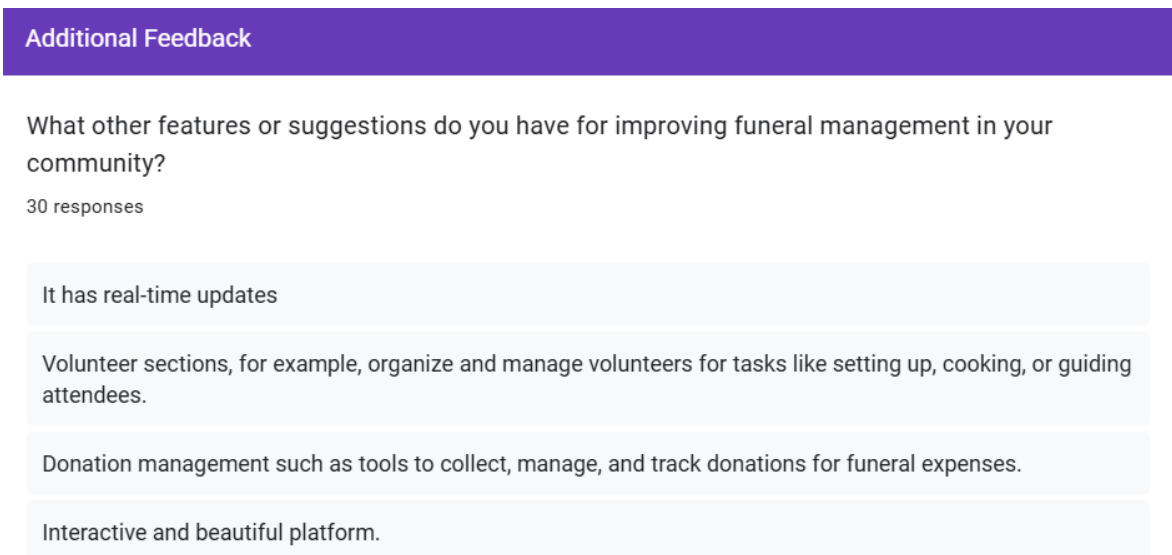 Additional Feedback
What other features or suggestions do you have for improving funeral management in your
community?
30 responses
It has real-time updates
Volunteer sections, for example, organize and manage volunteers for tasks like setting up, cooking, or guiding
attendees.
Donation management such as tools to collect, manage, and track donations for funeral expenses.
Interactive and beautiful platform.